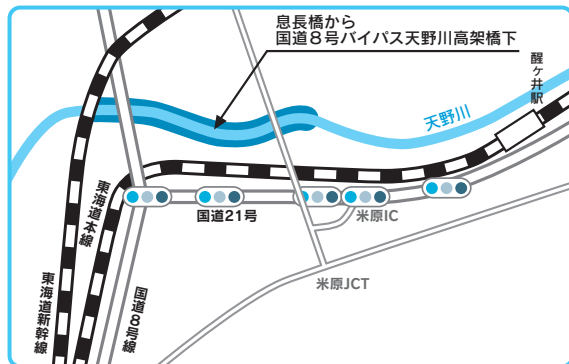 息長橋から
国道８号バイパス天野川高架橋下
醒ヶ井駅
天野川
東海道本線
国道21号
米原IC
東海道新幹線
国道８号線
米原JCT